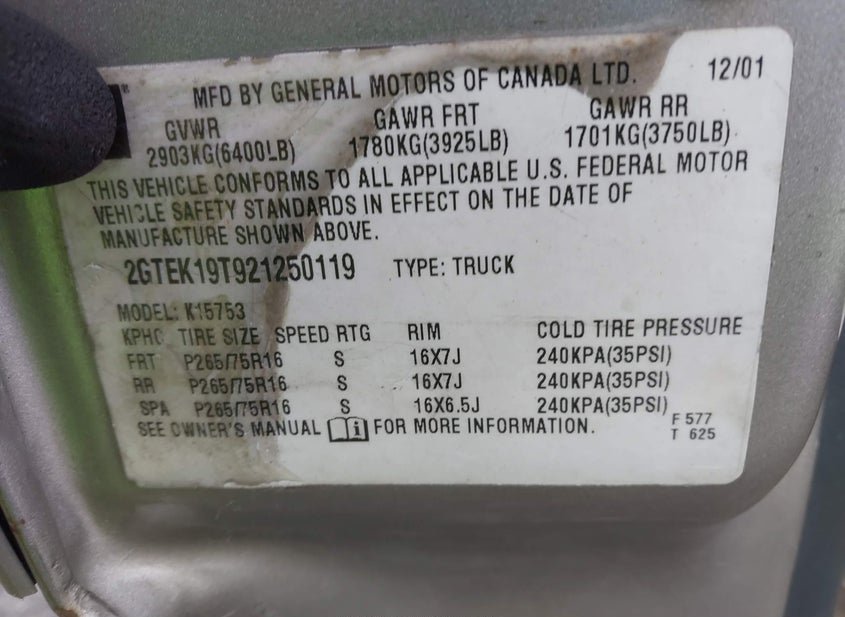 MFD BY GENERAL MOTORS OF CANADA LTD. 12/01
GVWR GAWR FRT GAWR RR
2903KG(6400LB) 1780KG(3925LB) 1701KG(3750LB)
THIS VEHICLE CONFORMS TO ALL APPLICABLE U.S. FEDERAL MOTOR
VEHICLE SAFETY STANDARDS IN EFFECT ON THE DATE OF
MANUFACTURE SHOWN ABOVE.
2GTEK19T921250119 TYPE: TRUCK
MODEL: K15753
KPHC TIRE SIZE SPEED RTG RIM COLD TIRE PRESSURE
FRT P265/75R16 S 16X7J 240KPA(35PSI)
RR P265/75R16 S 16X7J 240KPA(35PSI)
SPA P265/75R16 S 16X6.5J 240KPA(35PSI)
SEE OWNER'S MANUAL i FOR MORE INFORMATION. F 577
T 625